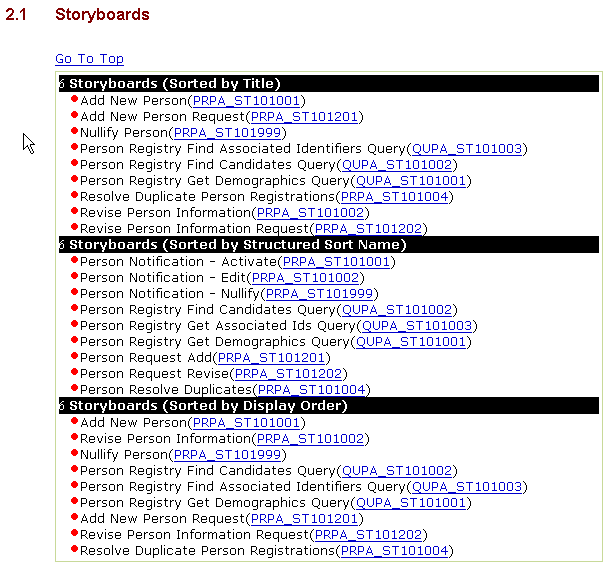 2.1 Storyboards
Go To Top
6 Storyboards (Sorted by Title)
Add New Person(PRPA_ST101001)
Add New Person Request(PRPA_ST101201)
Nullify Person(PRPA_ST101999)
Person Registry Find Associated Identifiers Query(QUPA_ST101003)
Person Registry Find Candidates Query(QUPA_ST101002)
Person Registry Get Demographics Query(QUPA_ST101001)
Resolve Duplicate Person Registrations(PRPA_ST101004)
Revise Person Information(PRPA_ST101002)
Revise Person Information Request(PRPA_ST101202)
6 Storyboards (Sorted by Structured Sort Name)
Person Notification - Activate(PRPA_ST101001)
Person Notification - Edit(PRPA_ST101002)
Person Notification - Nullify(PRPA_ST101999)
Person Registry Find Candidates Query(QUPA_ST101002)
Person Registry Get Associated Ids Query(QUPA_ST101003)
Person Registry Get Demographics Query(QUPA_ST101001)
Person Request Add(PRPA_ST101201)
Person Request Revise(PRPA_ST101202)
Person Resolve Duplicates(PRPA_ST101004)
6 Storyboards (Sorted by Display Order)
Add New Person(PRPA_ST101001)
Revise Person Information(PRPA_ST101002)
Nullify Person(PRPA_ST101999)
Person Registry Find Candidates Query(QUPA_ST101002)
Person Registry Find Associated Identifiers Query(QUPA_ST101003)
Person Registry Get Demographics Query(QUPA_ST101001)
Add New Person Request(PRPA_ST101201)
Revise Person Information Request(PRPA_ST101202)
Resolve Duplicate Person Registrations(PRPA_ST101004)